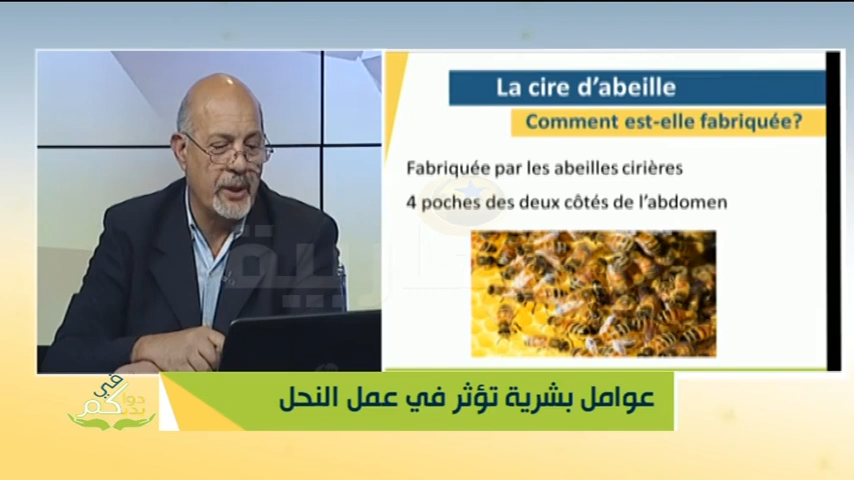 La cire d'abeille
Comment est-elle fabriquée?
Fabriquée par les abeilles cirières
4 poches des deux côtés de l'abdomen
عوامل بشرية تؤثر في عمل النحل
في